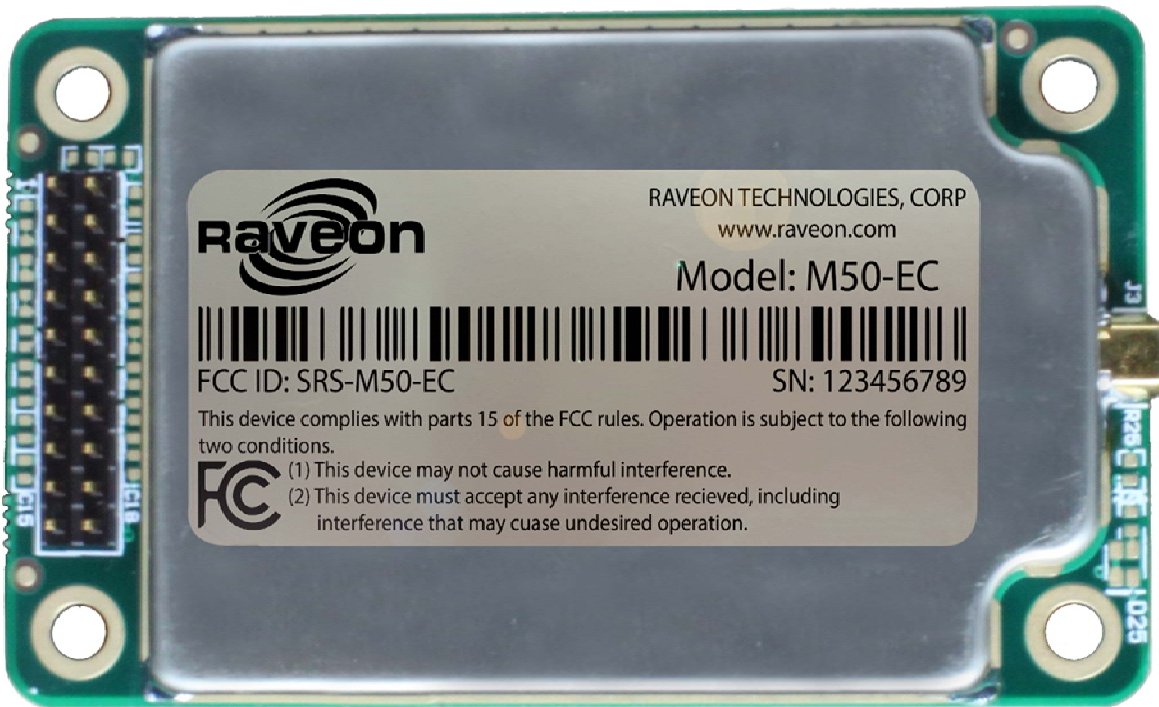 Raveon
RAVEON TECHNOLOGIES, CORP
www.raveon.com
Model: M50-EC
FCC ID: SRS-M50-EC
SN: 123456789
This device complies with parts 15 of the FCC rules. Operation is subject to the following
two conditions.
FCC
(1) This device may not cause harmful interference.
(2) This device must accept any interference recieved, including
interference that may cuase undesired operation.
J3
R26
C15
C18
D25